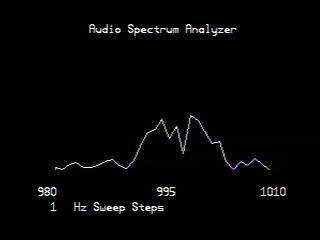 Audio Spectrum Analyzer
980 995 1010
1 Hz Sweep Steps